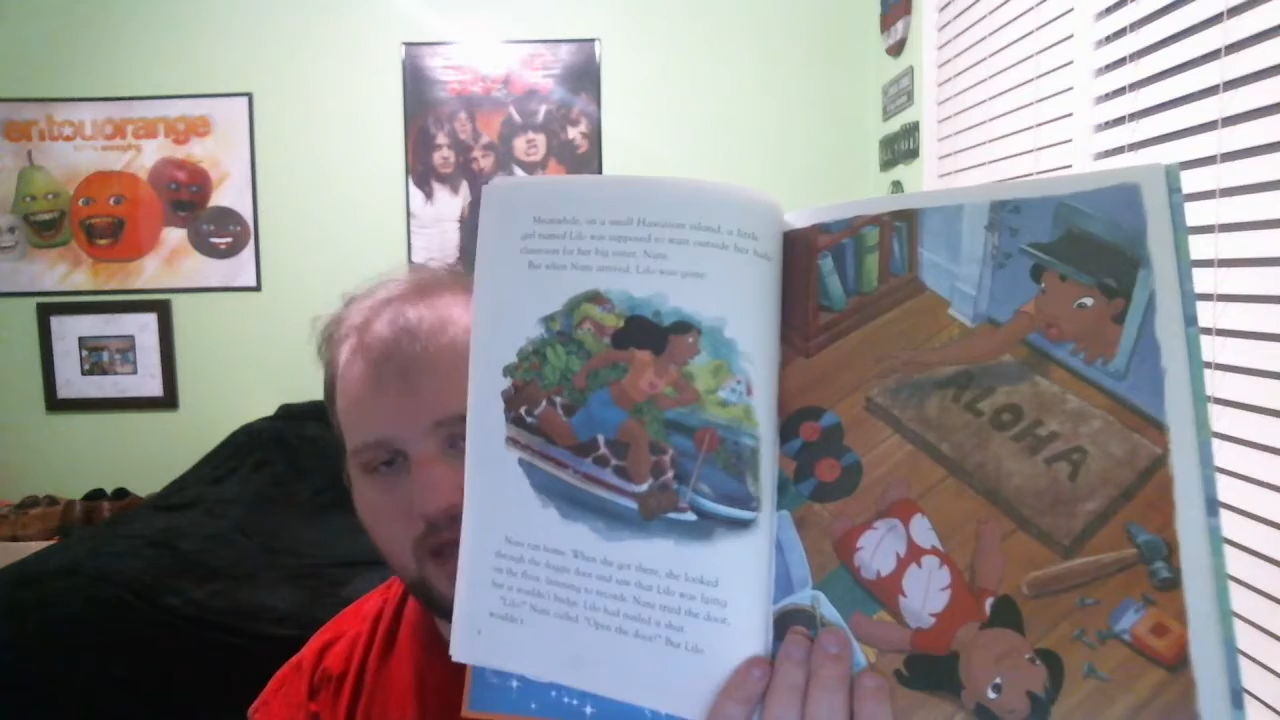 entouorange
Meanwhile, on a small Hawaiian island, a little
girl named Lilo was supposed to wait outside her hula
classroom for her big sister, Nani.
But when Nani arrived, Lilo was gone.
Nani ran home. When she got there, she looked
through the doggie door and saw that Lilo was lying
on the floor, listening to records. Nani tried the door,
but it wouldn't budge. Lilo had nailed it shut.
"Lilo!" Nani called. "Open the door!" But Lilo
wouldn't.
ALOHA